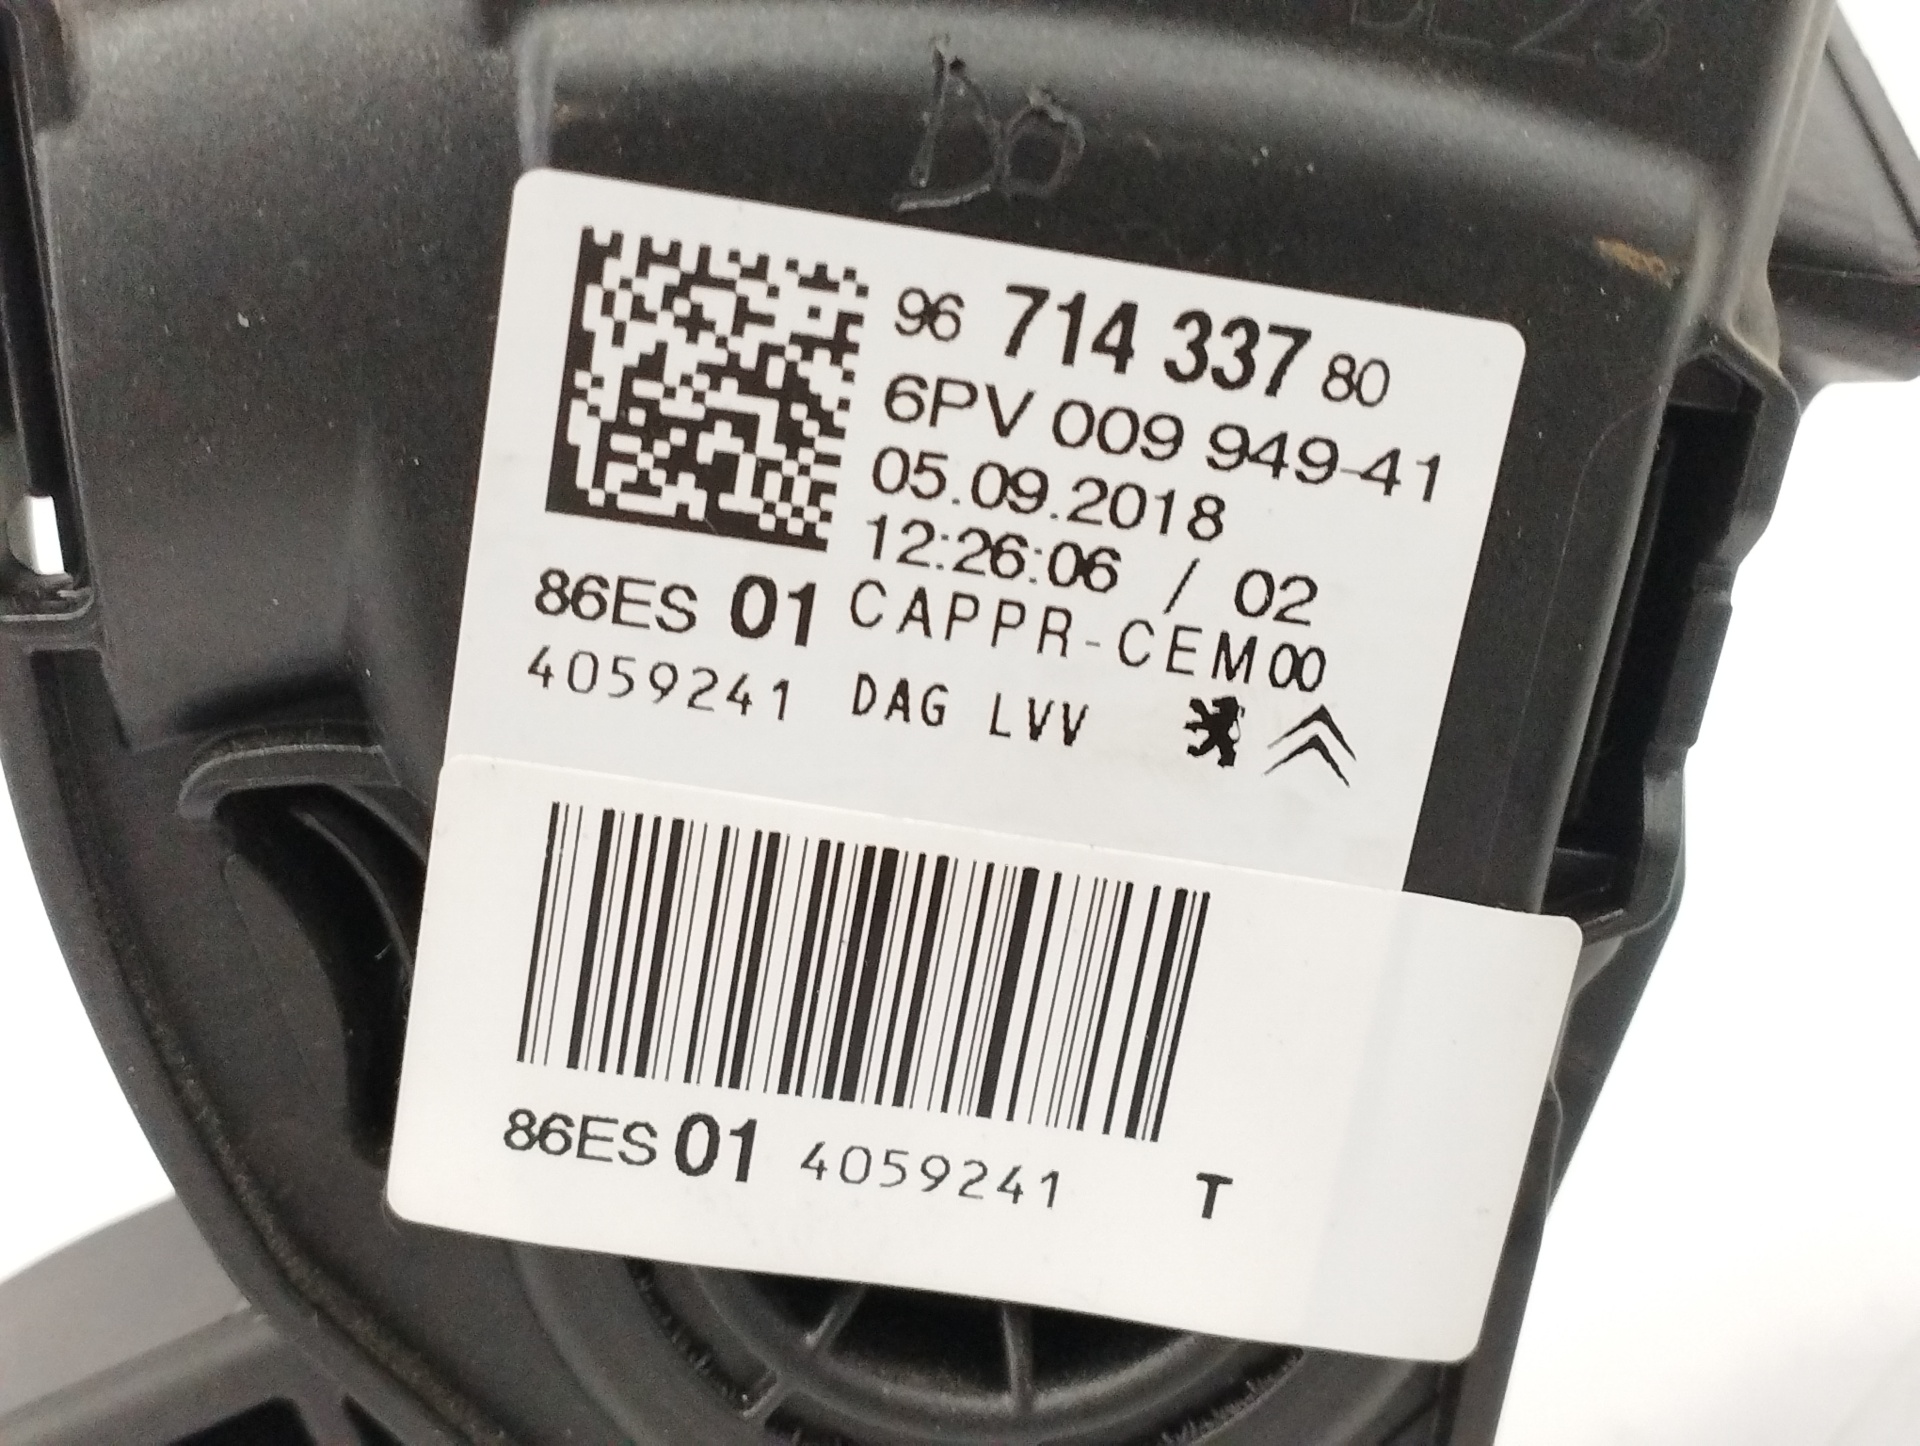 96 714 337 80
6PV 009 949-41
05.09.2018
12:26:06 / 02
86ES 01 CAPPR-CEM00
4059241 DAG LVV
86ES 01 4059241 T